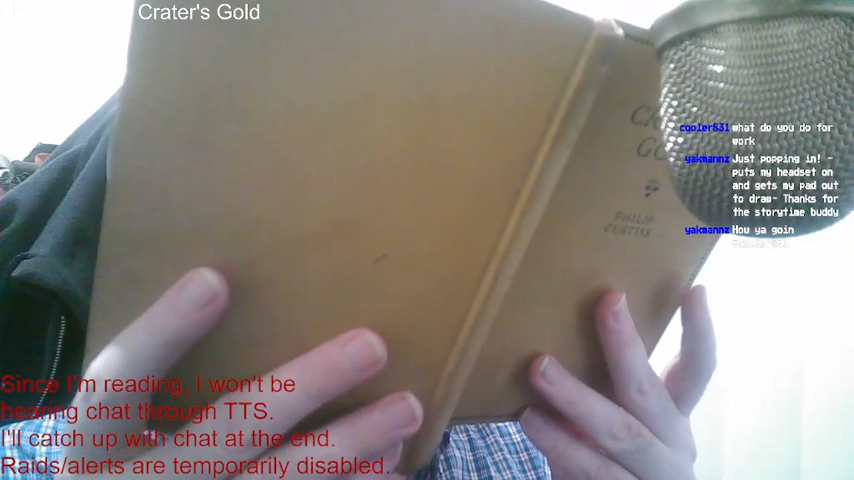 Crater's Gold
PHILIP
CURTISS
cooler831 what do you do for
work
yakmannz Just popping in! -
puts my headset on
and gets my pad out
to draw- Thanks for
the storytime buddy
yakmannz How ya goin
Since I'm reading, I won't be
hearing chat through TTS.
I'll catch up with chat at the end.
Raids/alerts are temporarily disabled.